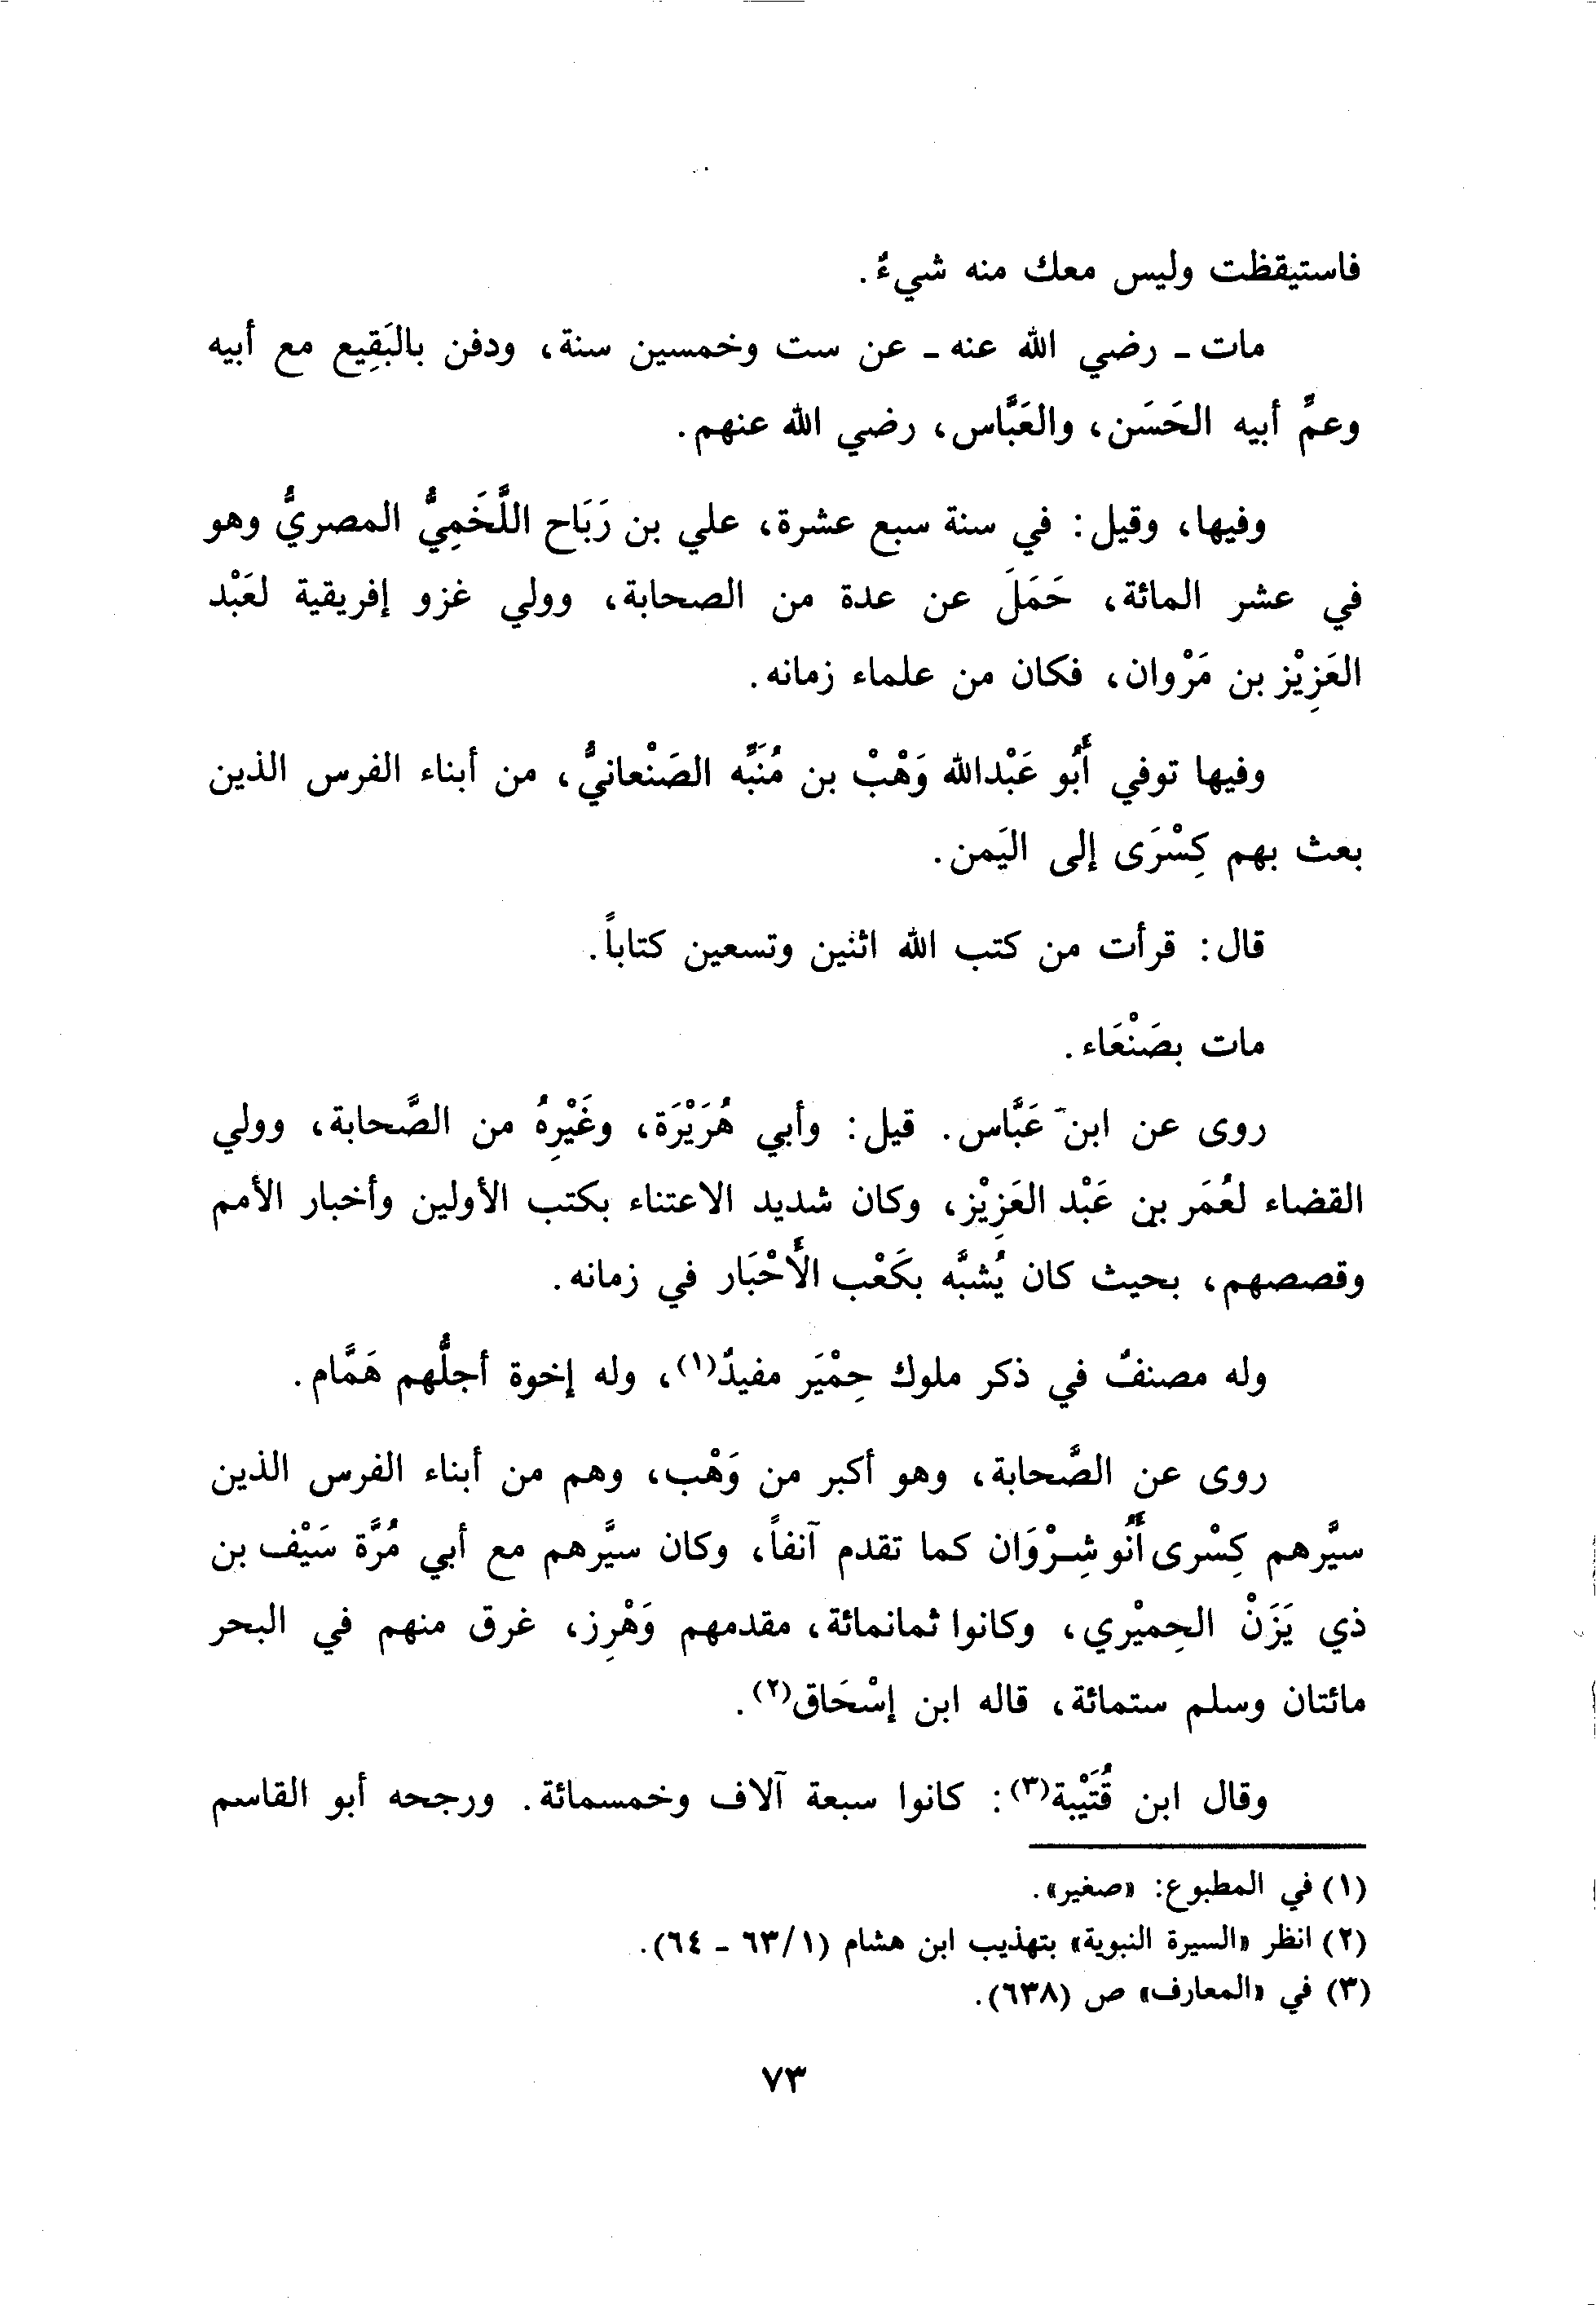 فاستيقظت وليس معك منه شيءٌ.
مات ـ رضي الله عنه ـ عن ست وخمسين سنة، ودفن بالبَقِيع مع أبيه
وعمِّ أبيه الحَسَن، والعَبَّاس، رضي الله عنهم.
وفيها، وقيل: في سنة سبع عشرة، علي بن رَبَاح اللَّخَمِيُّ المصريُّ وهو
في عشر المائة، حَمَلَ عن عدة من الصحابة، وولي غزو إفريقية لعَبْد
العَزِيْز بن مَرْوان، فكان من علماء زمانه.
وفيها توفي أَبُو عَبْدالله وَهْبْ بن مُنَبِّه الصَنْعانيُّ، من أبناء الفرس الذين
بعث بهم كِسْرَى إلى اليَمن.
قال: قرأت من كتب الله اثنين وتسعين كتاباً.
مات بصَنْعَاء.
روى عن ابن عَبَّاس. قيل: وأبي هُرَيْرَة، وغَيْرِهُ من الصَّحابة، وولي
القضاء لعُمَر بن عَبْد العَزِيْز، وكان شديد الاعتناء بكتب الأولين وأخبار الأمم
وقصصهم، بحيث كان يُشبَّه بكَعْب الأَحْبَار في زمانه.
وله مصنفٌ في ذكر ملوك حِمْيَر مفيدٌ(١)، وله إخوة أجلُّهم هَمَّام.
روى عن الصَّحابة، وهو أكبر من وَهْب، وهم من أبناء الفرس الذين
سيَّرهم كِسْرى أَنُو شِرْوَان كما تقدم آنفاً، وكان سيَّرهم مع أبي مُرَّة سَيْف بن
ذي يَزَنْ الحِميْري، وكانوا ثمانمائة، مقدمهم وَهْرِز، غرق منهم في البحر
مائتان وسلم ستمائة، قاله ابن إسْحَاق(٢).
وقال ابن قُتَيْبة(٣): كانوا سبعة آلاف وخمسمائة. ورجحه أبو القاسم
(١) في المطبوع: «صغير».
(٢) انظر «السيرة النبوية» بتهذيب ابن هشام (١/٦٣ ـ ٦٤).
(٣) في «المعارف» ص (٦٣٨).
٧٣